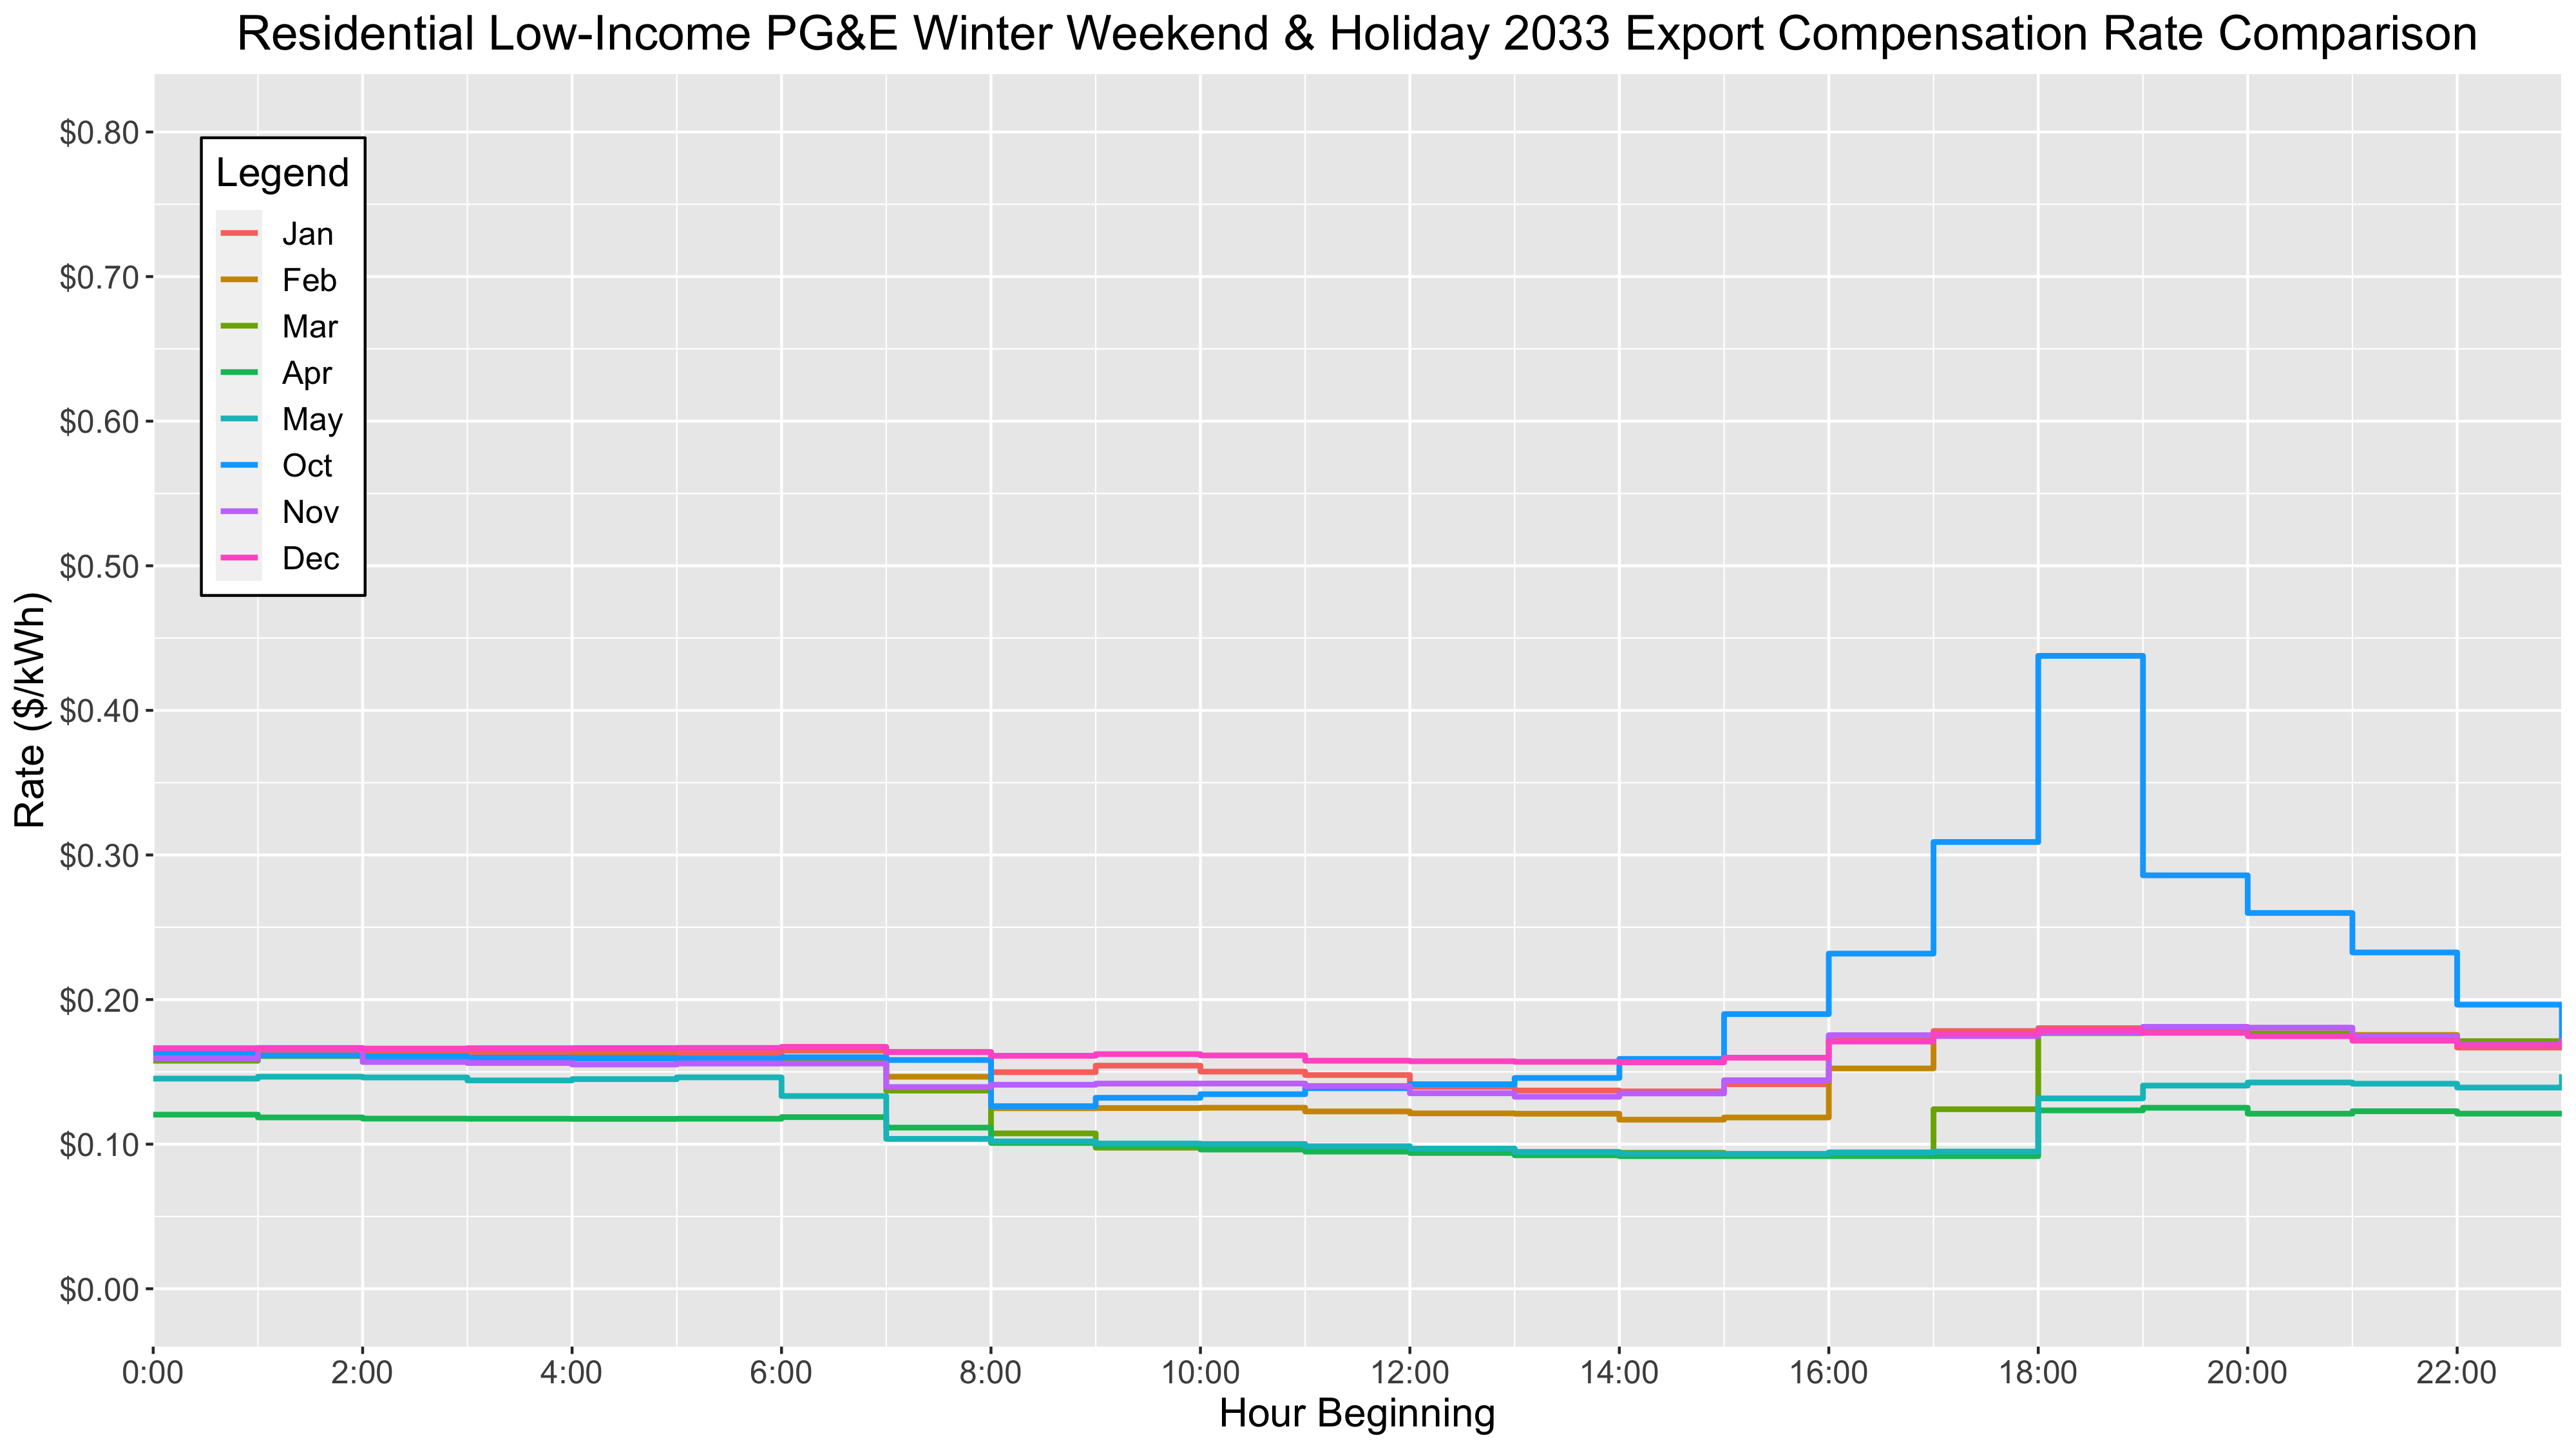 Residential Low-Income PG&E Winter Weekend & Holiday 2033 Export Compensation Rate Comparison
$0.80
$0.70
$0.60
$0.50
$0.40
$0.30
$0.20
$0.10
$0.00
Rate ($/kWh)
Legend
Jan
Feb
Mar
Apr
May
Oct
Nov
Dec
0:00 2:00 4:00 6:00 8:00 10:00 12:00 14:00 16:00 18:00 20:00 22:00
Hour Beginning